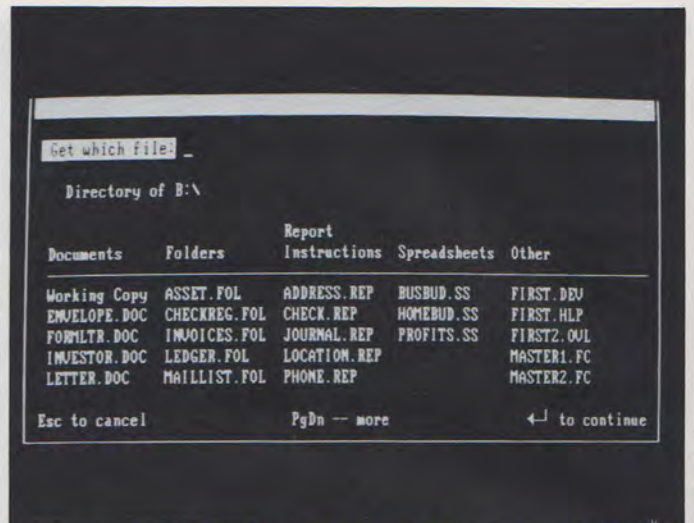 Get which file: _
Directory of B:\
Report
Documents Folders Instructions Spreadsheets Other
Working Copy ASSET.FOL ADDRESS.REP BUSBUD.SS FIRST.DEV
ENVELOPE.DOC CHECKREG.FOL CHECK.REP HOMEBUD.SS FIRST.HLP
FORMLTR.DOC INVOICES.FOL JOURNAL.REP PROFITS.SS FIRST2.OVL
INVESTOR.DOC LEDGER.FOL LOCATION.REP MASTER1.FC
LETTER.DOC MAILLIST.FOL PHONE.REP MASTER2.FC
Esc to cancel PgDn -- more ↵ to continue